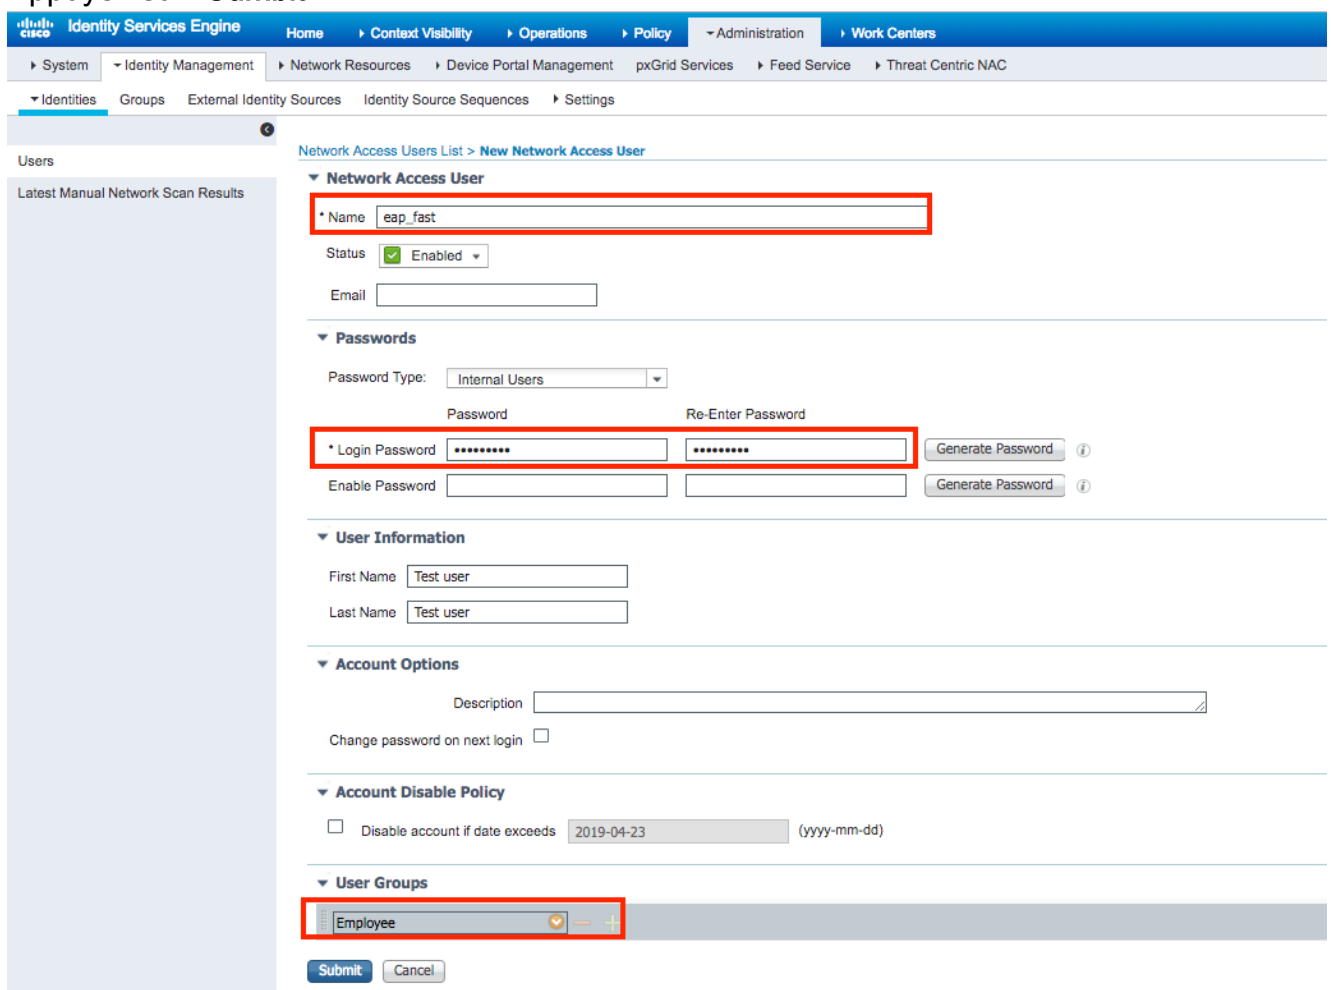 cisco Identity Services Engine Home Context Visibility Operations Policy Administration Work Centers
System Identity Management Network Resources Device Portal Management pxGrid Services Feed Service Threat Centric NAC
Identities Groups External Identity Sources Identity Source Sequences Settings
Users
Latest Manual Network Scan Results
Network Access Users List > New Network Access User
Network Access User
* Name eap_fast
Status Enabled
Email
Passwords
Password Type: Internal Users
Password Re-Enter Password
* Login Password ••••••••• ••••••••• Generate Password i
Enable Password Generate Password i
User Information
First Name Test user
Last Name Test user
Account Options
Description
Change password on next login
Account Disable Policy
Disable account if date exceeds 2019-04-23 (yyyy-mm-dd)
User Groups
Employee
Submit Cancel